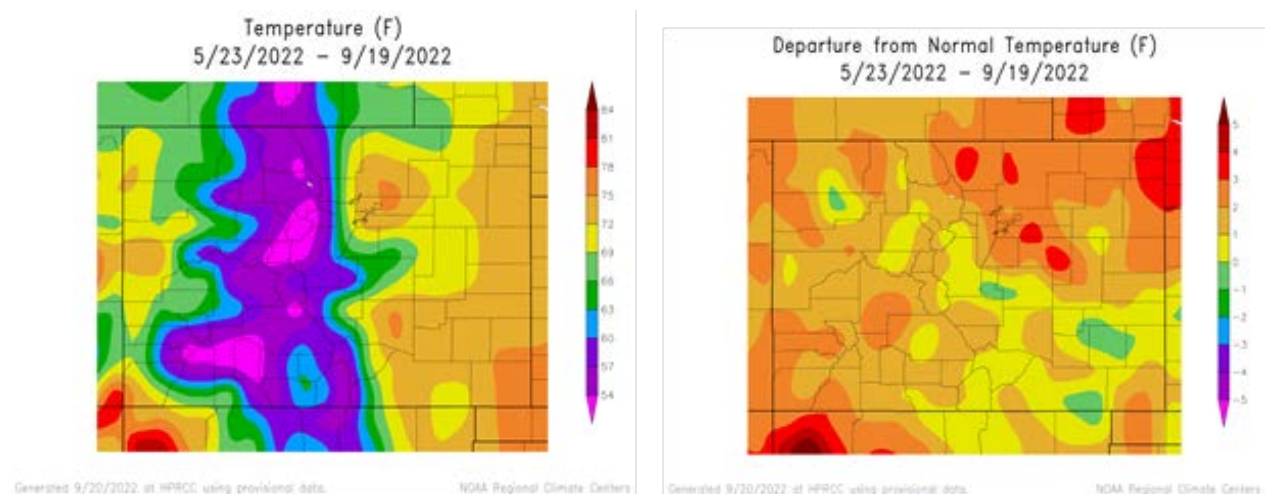 Temperature (F)
5/23/2022 – 9/19/2022
84
81
78
75
72
69
66
63
60
57
54
Generated 9/20/2022 at HPRCC using provisional data.
NOAA Regional Climate Centers
Departure from Normal Temperature (F)
5/23/2022 – 9/19/2022
5
4
3
2
1
0
-1
-2
-3
-4
-5
Generated 9/20/2022 at HPRCC using provisional data.
NOAA Regional Climate Centers